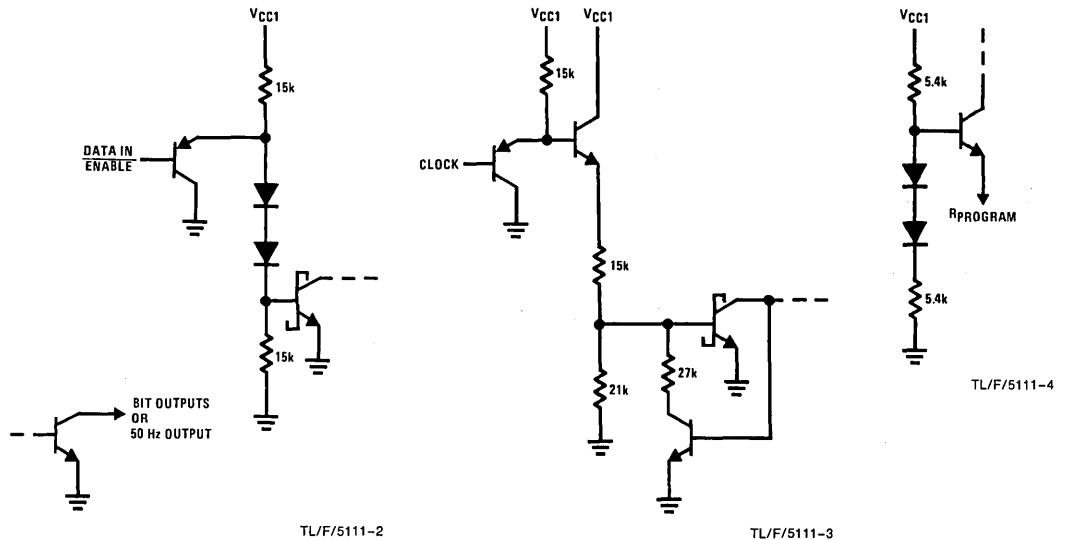 VCC1
15k
DATA IN
ENABLE
15k
BIT OUTPUTS
OR
50 Hz OUTPUT
TL/F/5111-2
VCC1
VCC1
15k
CLOCK
15k
21k
27k
TL/F/5111-3
VCC1
5.4k
RPROGRAM
5.4k
TL/F/5111-4